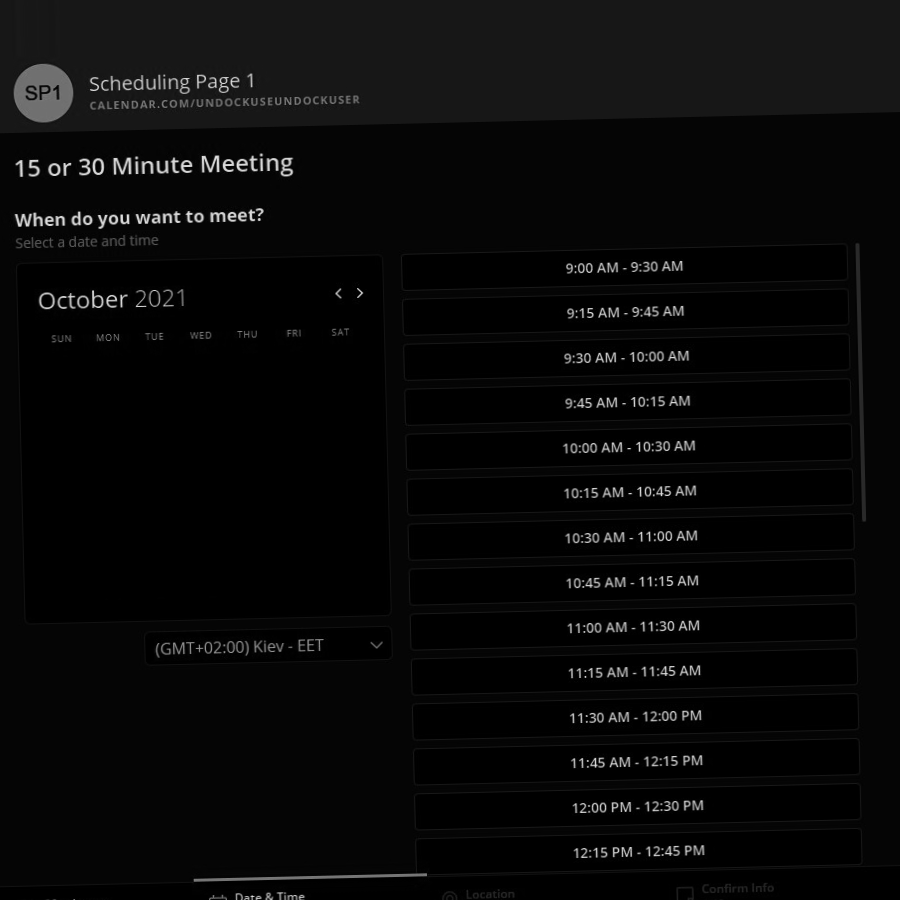 SP1
Scheduling Page 1
CALENDAR.COM/UNDOCKUSEUNDOCKUSER
15 or 30 Minute Meeting
When do you want to meet?
Select a date and time
October 2021
SUN MON TUE WED THU FRI SAT
(GMT+02:00) Kiev - EET
9:00 AM - 9:30 AM
9:15 AM - 9:45 AM
9:30 AM - 10:00 AM
9:45 AM - 10:15 AM
10:00 AM - 10:30 AM
10:15 AM - 10:45 AM
10:30 AM - 11:00 AM
10:45 AM - 11:15 AM
11:00 AM - 11:30 AM
11:15 AM - 11:45 AM
11:30 AM - 12:00 PM
11:45 AM - 12:15 PM
12:00 PM - 12:30 PM
12:15 PM - 12:45 PM
Date & Time
Location
Confirm Info